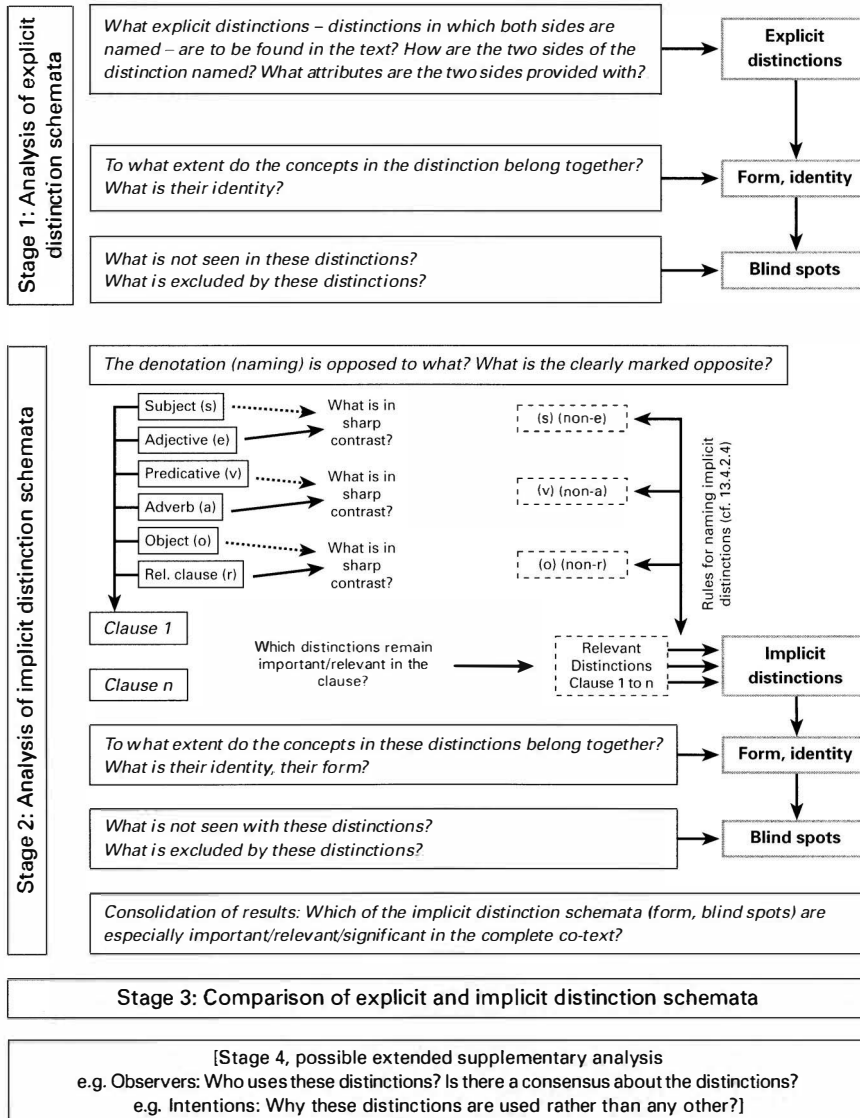 Stage 1: Analysis of explicit
distinction schemata
What explicit distinctions – distinctions in which both sides are
named – are to be found in the text? How are the two sides of the
distinction named? What attributes are the two sides provided with?
Explicit
distinctions
To what extent do the concepts in the distinction belong together?
What is their identity?
Form, identity
What is not seen in these distinctions?
What is excluded by these distinctions?
Blind spots
Stage 2: Analysis of implicit distinction schemata
The denotation (naming) is opposed to what? What is the clearly marked opposite?
Subject (s)
Adjective (e)
What is in
sharp
contrast?
(s) (non-e)
Predicative (v)
Adverb (a)
What is in
sharp
contrast?
(v) (non-a)
Object (o)
Rel. clause (r)
What is in
sharp
contrast?
(o) (non-r)
Rules for naming implicit
distinctions (cf. 13.4.2.4)
Clause 1
Clause n
Which distinctions remain
important/relevant in the
clause?
Relevant
Distinctions
Clause 1 to n
Implicit
distinctions
To what extent do the concepts in these distinctions belong together?
What is their identity, their form?
Form, identity
What is not seen with these distinctions?
What is excluded by these distinctions?
Blind spots
Consolidation of results: Which of the implicit distinction schemata (form, blind spots) are
especially important/relevant/significant in the complete co-text?
Stage 3: Comparison of explicit and implicit distinction schemata
[Stage 4, possible extended supplementary analysis
e.g. Observers: Who uses these distinctions? Is there a consensus about the distinctions?
e.g. Intentions: Why these distinctions are used rather than any other?]